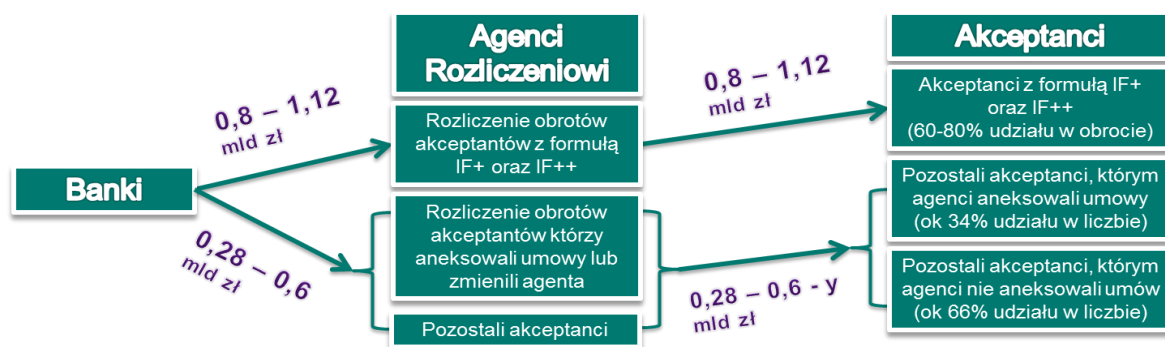 Banki
0,8 – 1,12
mld zł
0,28 – 0,6
mld zł
Agenci
Rozliczeniowi
Rozliczenie obrotów
akceptantów z formułą
IF+ oraz IF++
Rozliczenie obrotów
akceptantów którzy
aneksowali umowy lub
zmienili agenta
Pozostali akceptanci
0,8 – 1,12
mld zł
0,28 – 0,6 - y
mld zł
Akceptanci
Akceptanci z formułą IF+
oraz IF++
(60-80% udziału w obrocie)
Pozostali akceptanci, którym
agenci aneksowali umowy
(ok 34% udziału w liczbie)
Pozostali akceptanci, którym
agenci nie aneksowali umów
(ok 66% udziału w liczbie)